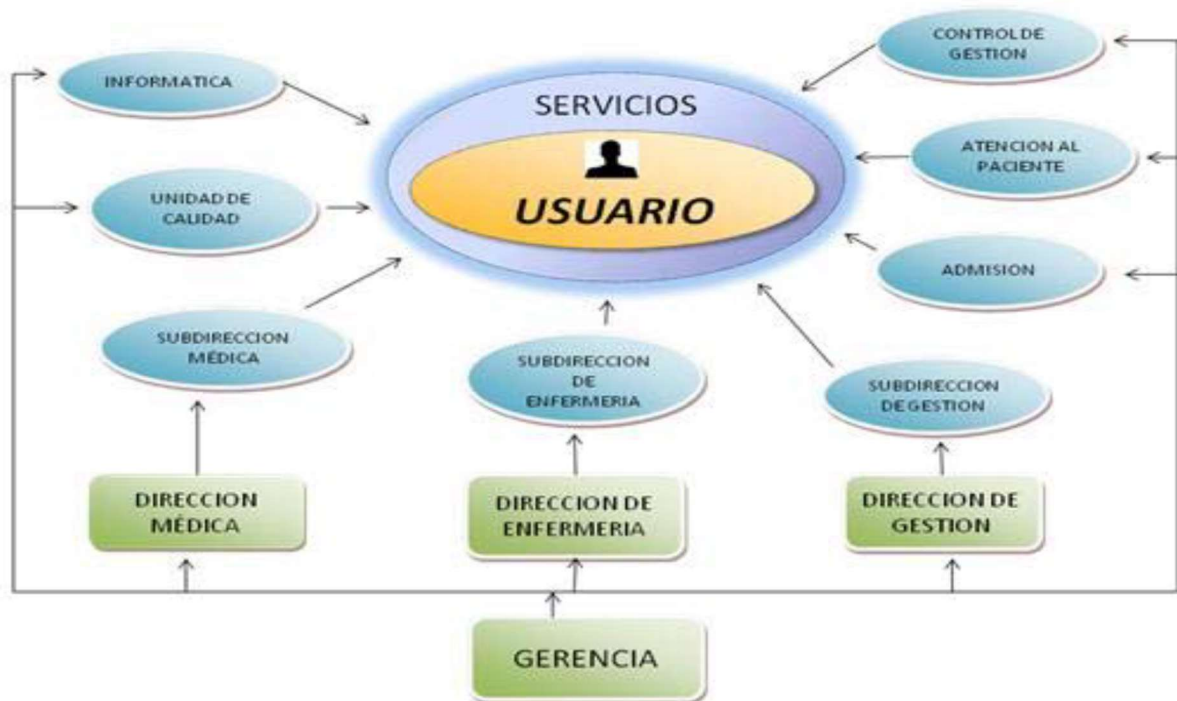 INFORMATICA
CONTROL DE
GESTION
SERVICIOS
USUARIO
ATENCION AL
PACIENTE
UNIDAD DE
CALIDAD
ADMISION
SUBDIRECCION
MÉDICA
SUBDIRECCION
DE
ENFERMERIA
SUBDIRECCION
DE GESTION
DIRECCION
MÉDICA
DIRECCION DE
ENFERMERIA
DIRECCION DE
GESTION
GERENCIA